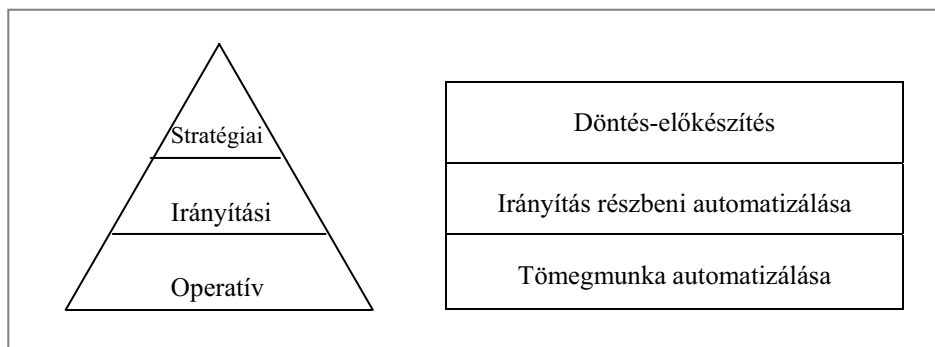 Stratégiai
Irányítási
Operatív
Döntés-előkészítés
Irányítás részbeni automatizálása
Tömegmunka automatizálása